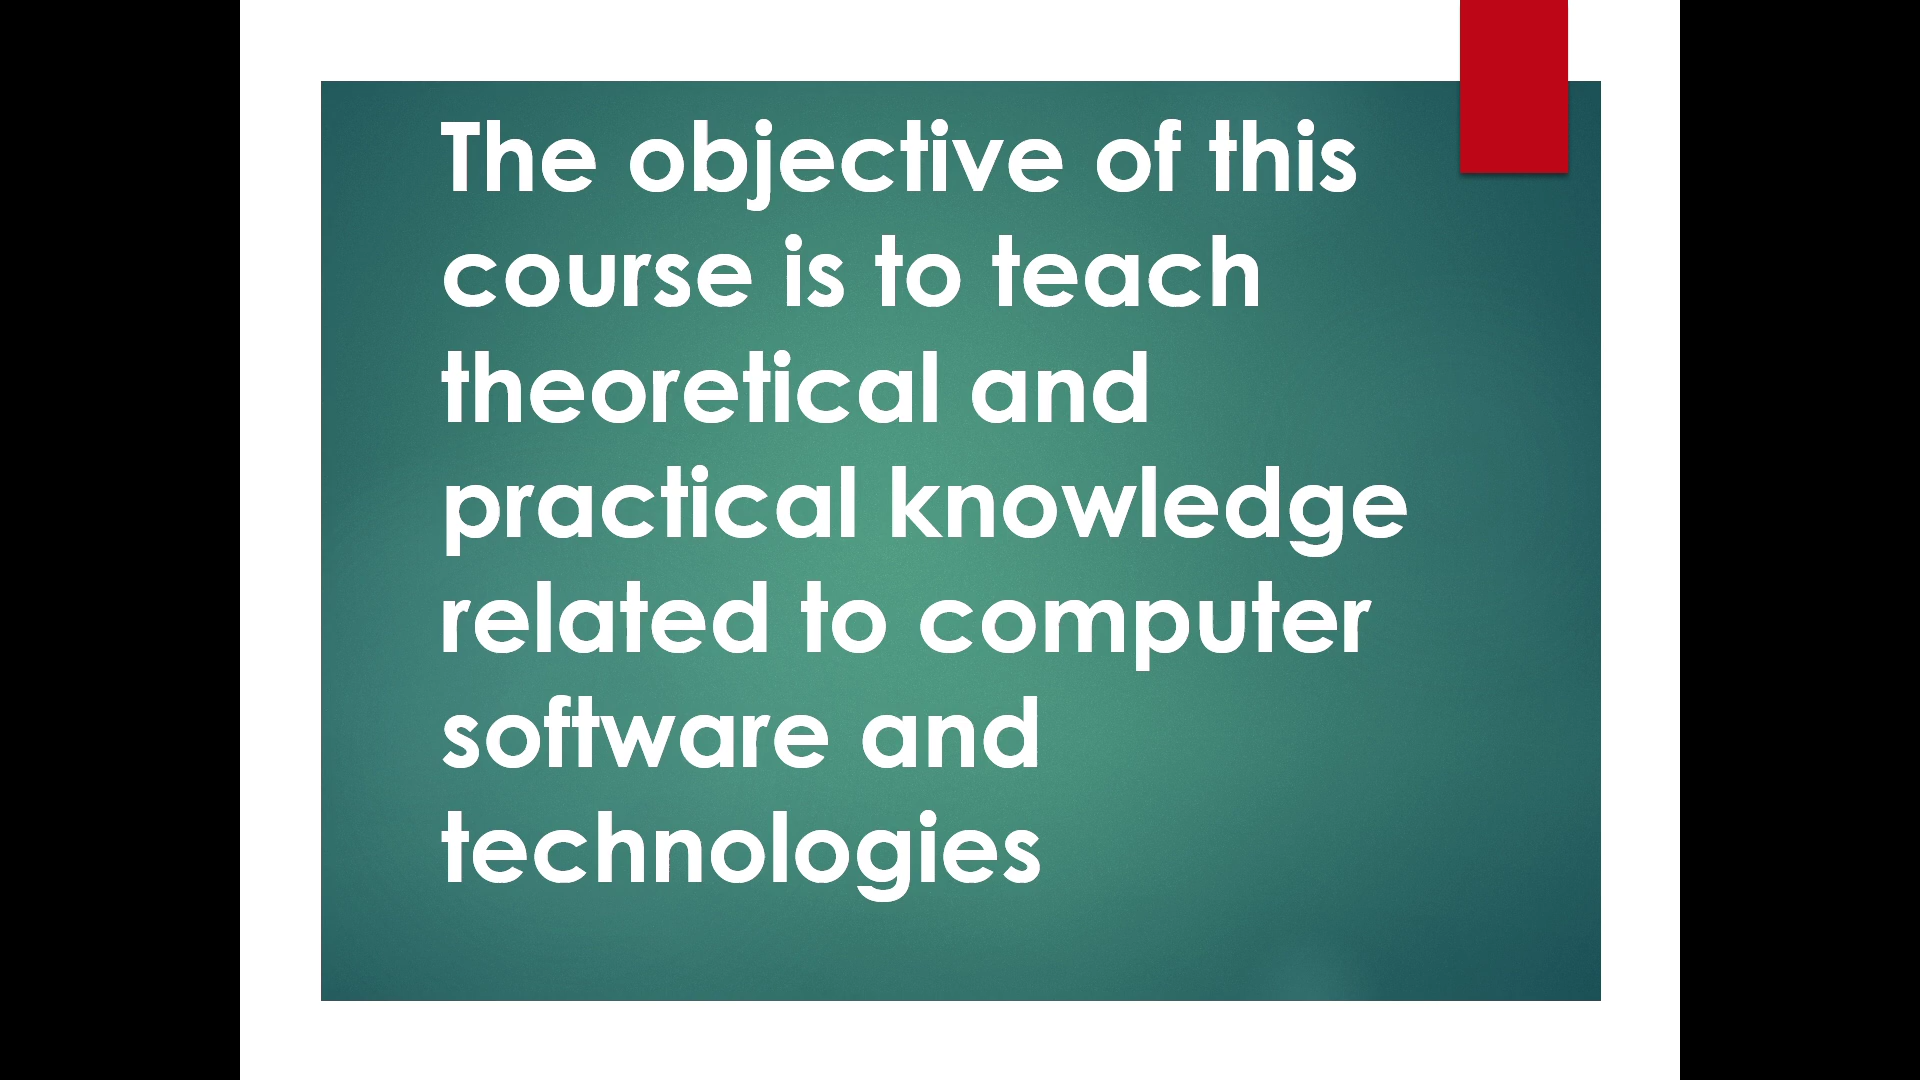 The objective of this
course is to teach
theoretical and
practical knowledge
related to computer
software and
technologies